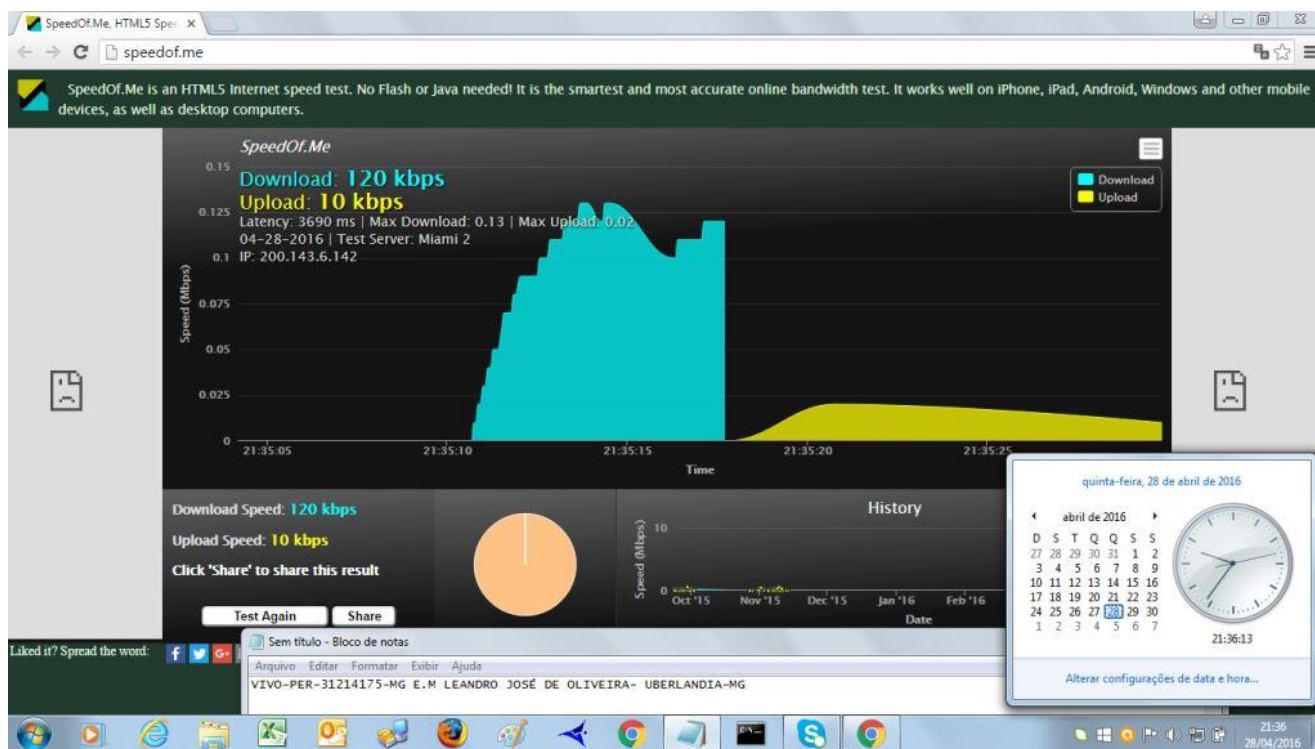 SpeedOf.Me, HTML5 Spee
speedof.me
SpeedOf.Me is an HTML5 Internet speed test. No Flash or Java needed! It is the smartest and most accurate online bandwidth test. It works well on iPhone, iPad, Android, Windows and other mobile
devices, as well as desktop computers.
SpeedOf.Me
Download: 120 kbps
Upload: 10 kbps
Latency: 3690 ms | Max Download: 0.13 | Max Upload: 0.02
04-28-2016 | Test Server: Miami 2
IP: 200.143.6.142
Download
Upload
0.15
0.125
0.1
0.075
0.05
0.025
0
Speed (Mbps)
21:35:05 21:35:10 21:35:15 21:35:20 21:35:25
Time
Download Speed: 120 kbps
Upload Speed: 10 kbps
Click 'Share' to share this result
Test Again Share
History
Speed (Mbps)
10
0
Oct '15 Nov '15 Dec '15 Jan '16 Feb '16
Date
Liked it? Spread the word:
Sem título - Bloco de notas
Arquivo Editar Formatar Exibir Ajuda
VIVO-PER-31214175-MG E.M LEANDRO JOSÉ DE OLIVEIRA- UBERLANDIA-MG
quinta-feira, 28 de abril de 2016
abril de 2016
D S T Q Q S S
27 28 29 30 31 1 2
3 4 5 6 7 8 9
10 11 12 13 14 15 16
17 18 19 20 21 22 23
24 25 26 27 28 29 30
1 2 3 4 5 6 7
21:36:13
Alterar configurações de data e hora...
21:36
28/04/2016